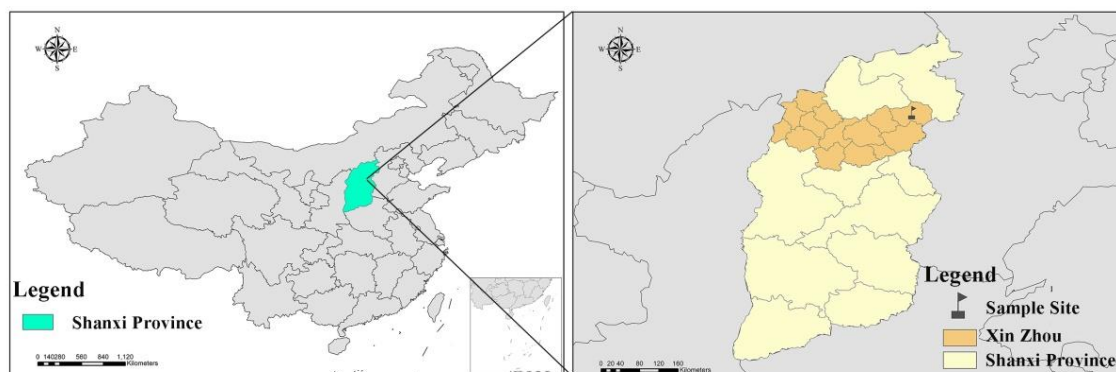 N
W E
S
Legend
Shanxi Province
0 140280 560 840 1,120
Kilometers
N
W E
S
Legend
Sample Site
Xin Zhou
Shanxi Province
0 20 40 80 120 160
Kilometers